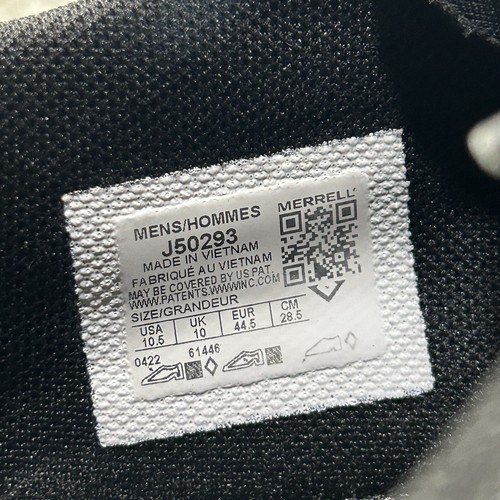 MENS/HOMMES
MERRELL
J50293
MADE IN VIETNAM
FABRIQUÉ AU VIETNAM
MAY BE COVERED BY US PAT.
WWW.PATENTS.WWWINC.COM
SIZE/GRANDEUR
USA UK EUR CM
10.5 10 44.5 28.5
0422 61446